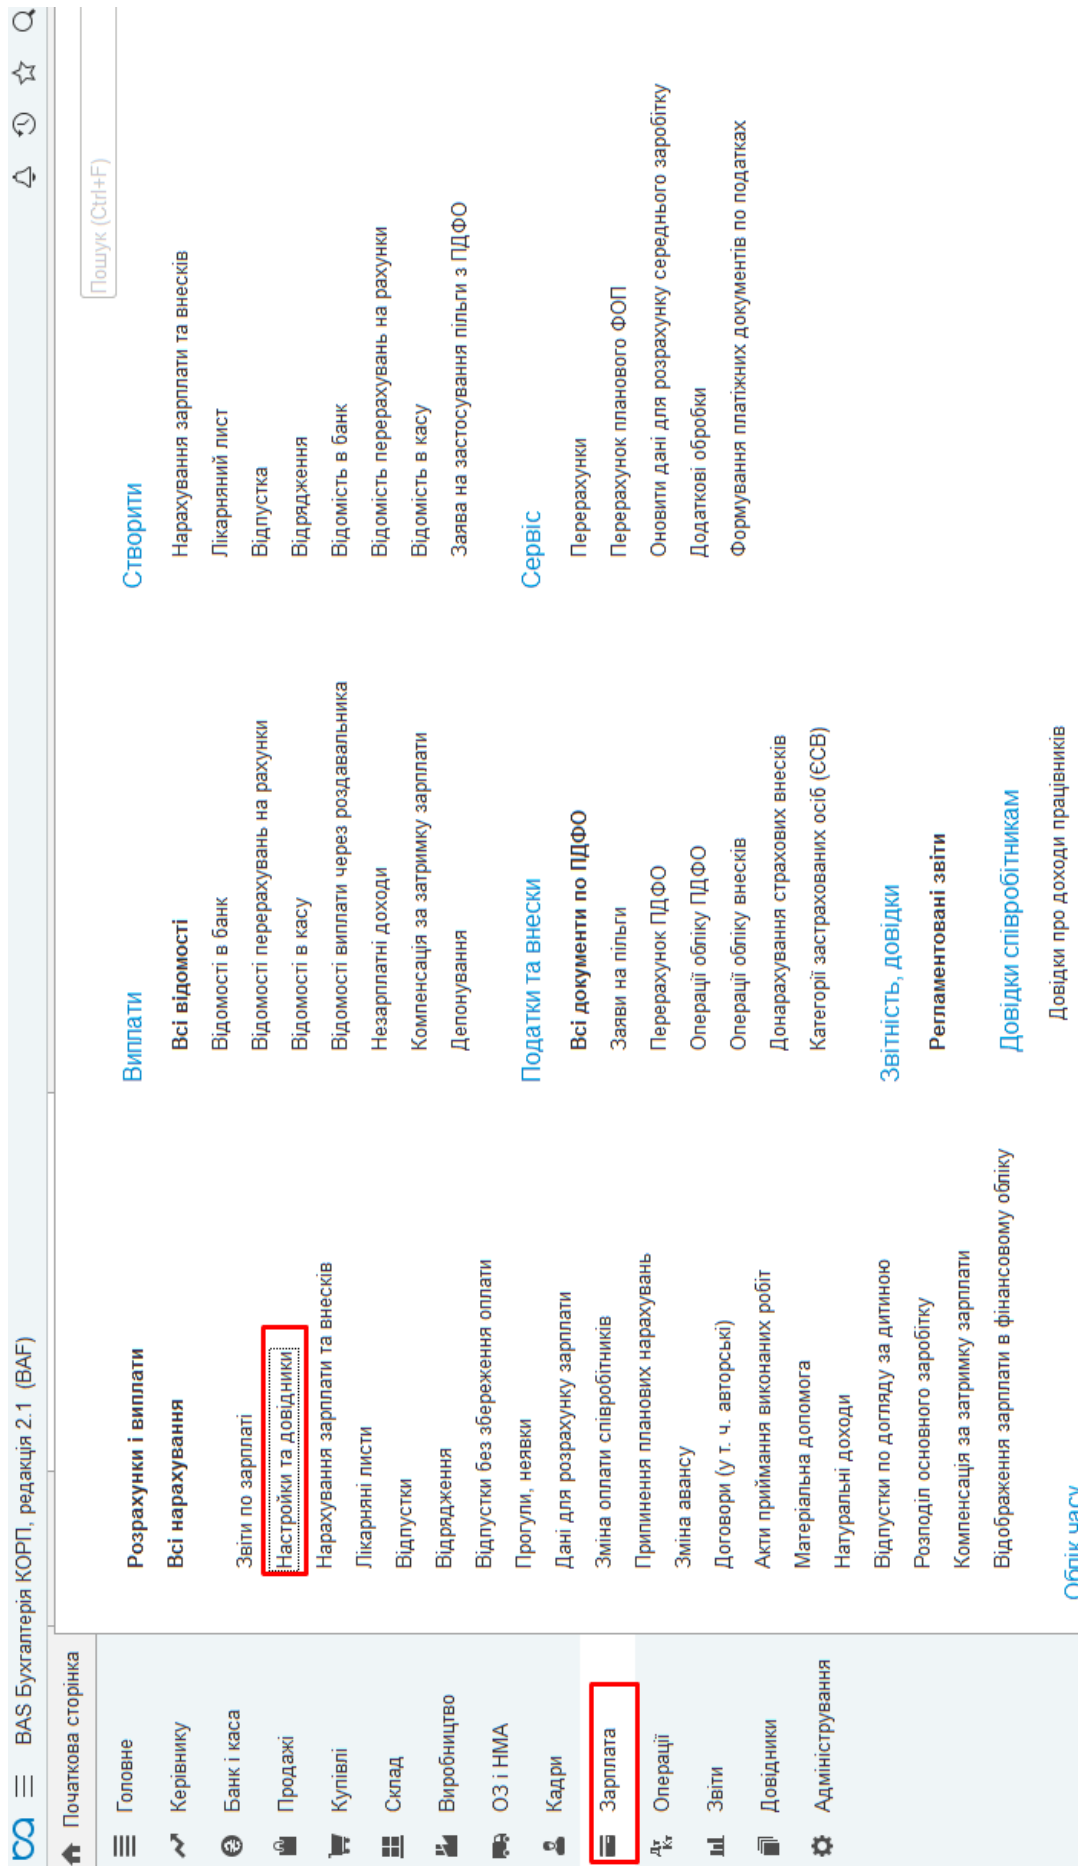 BAS Бухгалтерія КОРП, редакція 2.1 (BAF)
Початкова сторінка
Головне
Керівнику
Банк і каса
Продажі
Купівлі
Склад
Виробництво
ОЗ і НМА
Кадри
Зарплата
Операції
Звіти
Довідники
Адміністрування
Пошук (Ctrl+F)
Розрахунки і виплати
Всі нарахування
Звіти по зарплаті
Настройки та довідники
Нарахування зарплати та внесків
Лікарняні листи
Відпустки
Відрядження
Відпустки без збереження оплати
Прогули, неявки
Дані для розрахунку зарплати
Зміна оплати співробітників
Припинення планових нарахувань
Зміна авансу
Договори (у т. ч. авторські)
Акти приймання виконаних робіт
Матеріальна допомога
Натуральні доходи
Відпустки по догляду за дитиною
Розподіл основного заробітку
Компенсація за затримку зарплати
Відображення зарплати в фінансовому обліку
Облік часу
Виплати
Всі відомості
Відомості в банк
Відомості перерахувань на рахунки
Відомості в касу
Відомості виплати через роздавальника
Незарплатні доходи
Компенсація за затримку зарплати
Депонування
Податки та внески
Всі документи по ПДФО
Заяви на пільги
Перерахунок ПДФО
Операції обліку ПДФО
Операції обліку внесків
Донарахування страхових внесків
Категорії застрахованих осіб (ЄСВ)
Звітність, довідки
Регламентовані звіти
Довідки співробітникам
Довідки про доходи працівників
Створити
Нарахування зарплати та внесків
Лікарняний лист
Відпустка
Відрядження
Відомість в банк
Відомість перерахувань на рахунки
Відомість в касу
Заява на застосування пільги з ПДФО
Сервіс
Перерахунки
Перерахунок планового ФОП
Оновити дані для розрахунку середнього заробітку
Додаткові обробки
Формування платіжних документів по податках